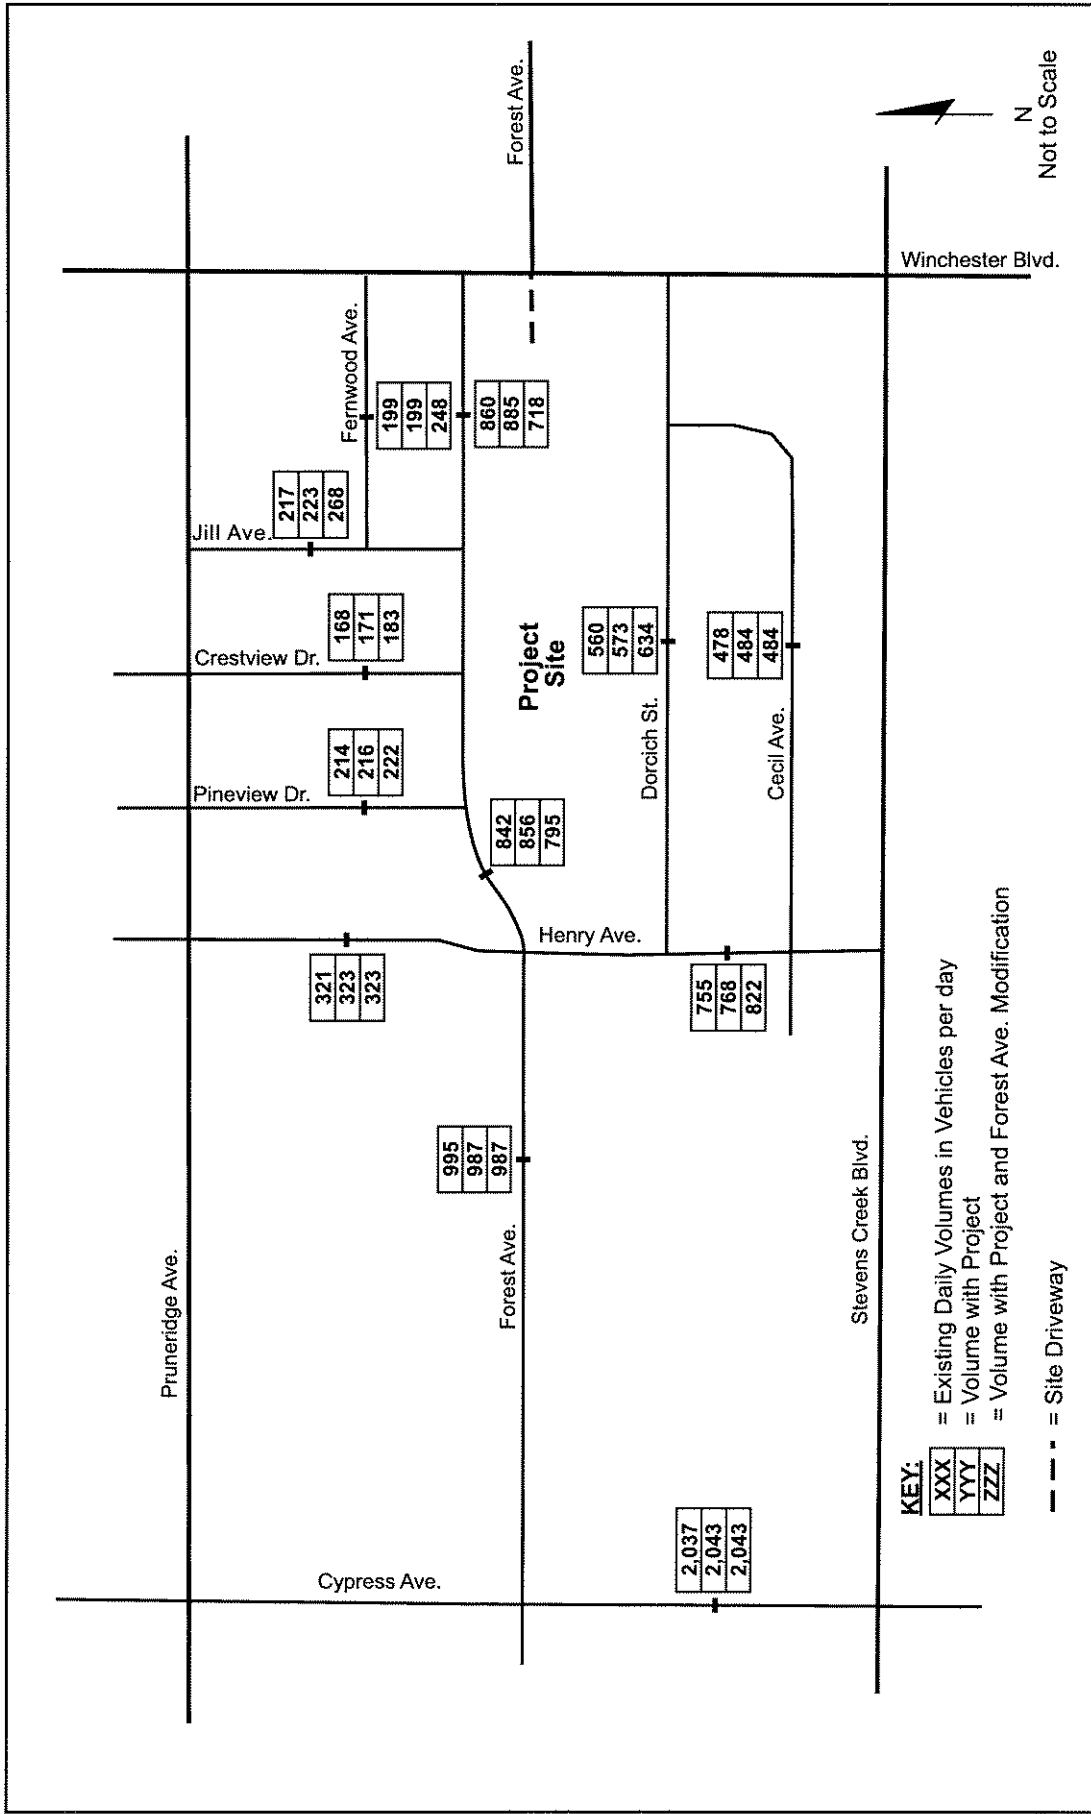 Pruneridge Ave.
Cypress Ave.
Forest Ave.
Stevens Creek Blvd.
Henry Ave.
Pineview Dr.
Crestview Dr.
Jill Ave.
Fernwood Ave.
Forest Ave.
Winchester Blvd.
Dorcich St.
Cecil Ave.
Project
Site
321
323
323
214
216
222
168
171
183
217
223
268
199
199
248
860
885
718
842
856
795
995
987
987
560
573
634
478
484
484
755
768
822
2,037
2,043
2,043
KEY:
XXX = Existing Daily Volumes in Vehicles per day
YYY = Volume with Project
ZZZ = Volume with Project and Forest Ave. Modification
= Site Driveway
N
Not to Scale